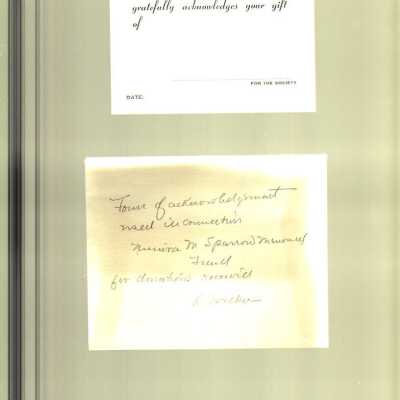 gratefully acknowledges your gift
of
FOR THE SOCIETY
DATE:
Form of acknowledgment
used in connection
M Sparrow Memorial
Fund
for donations received